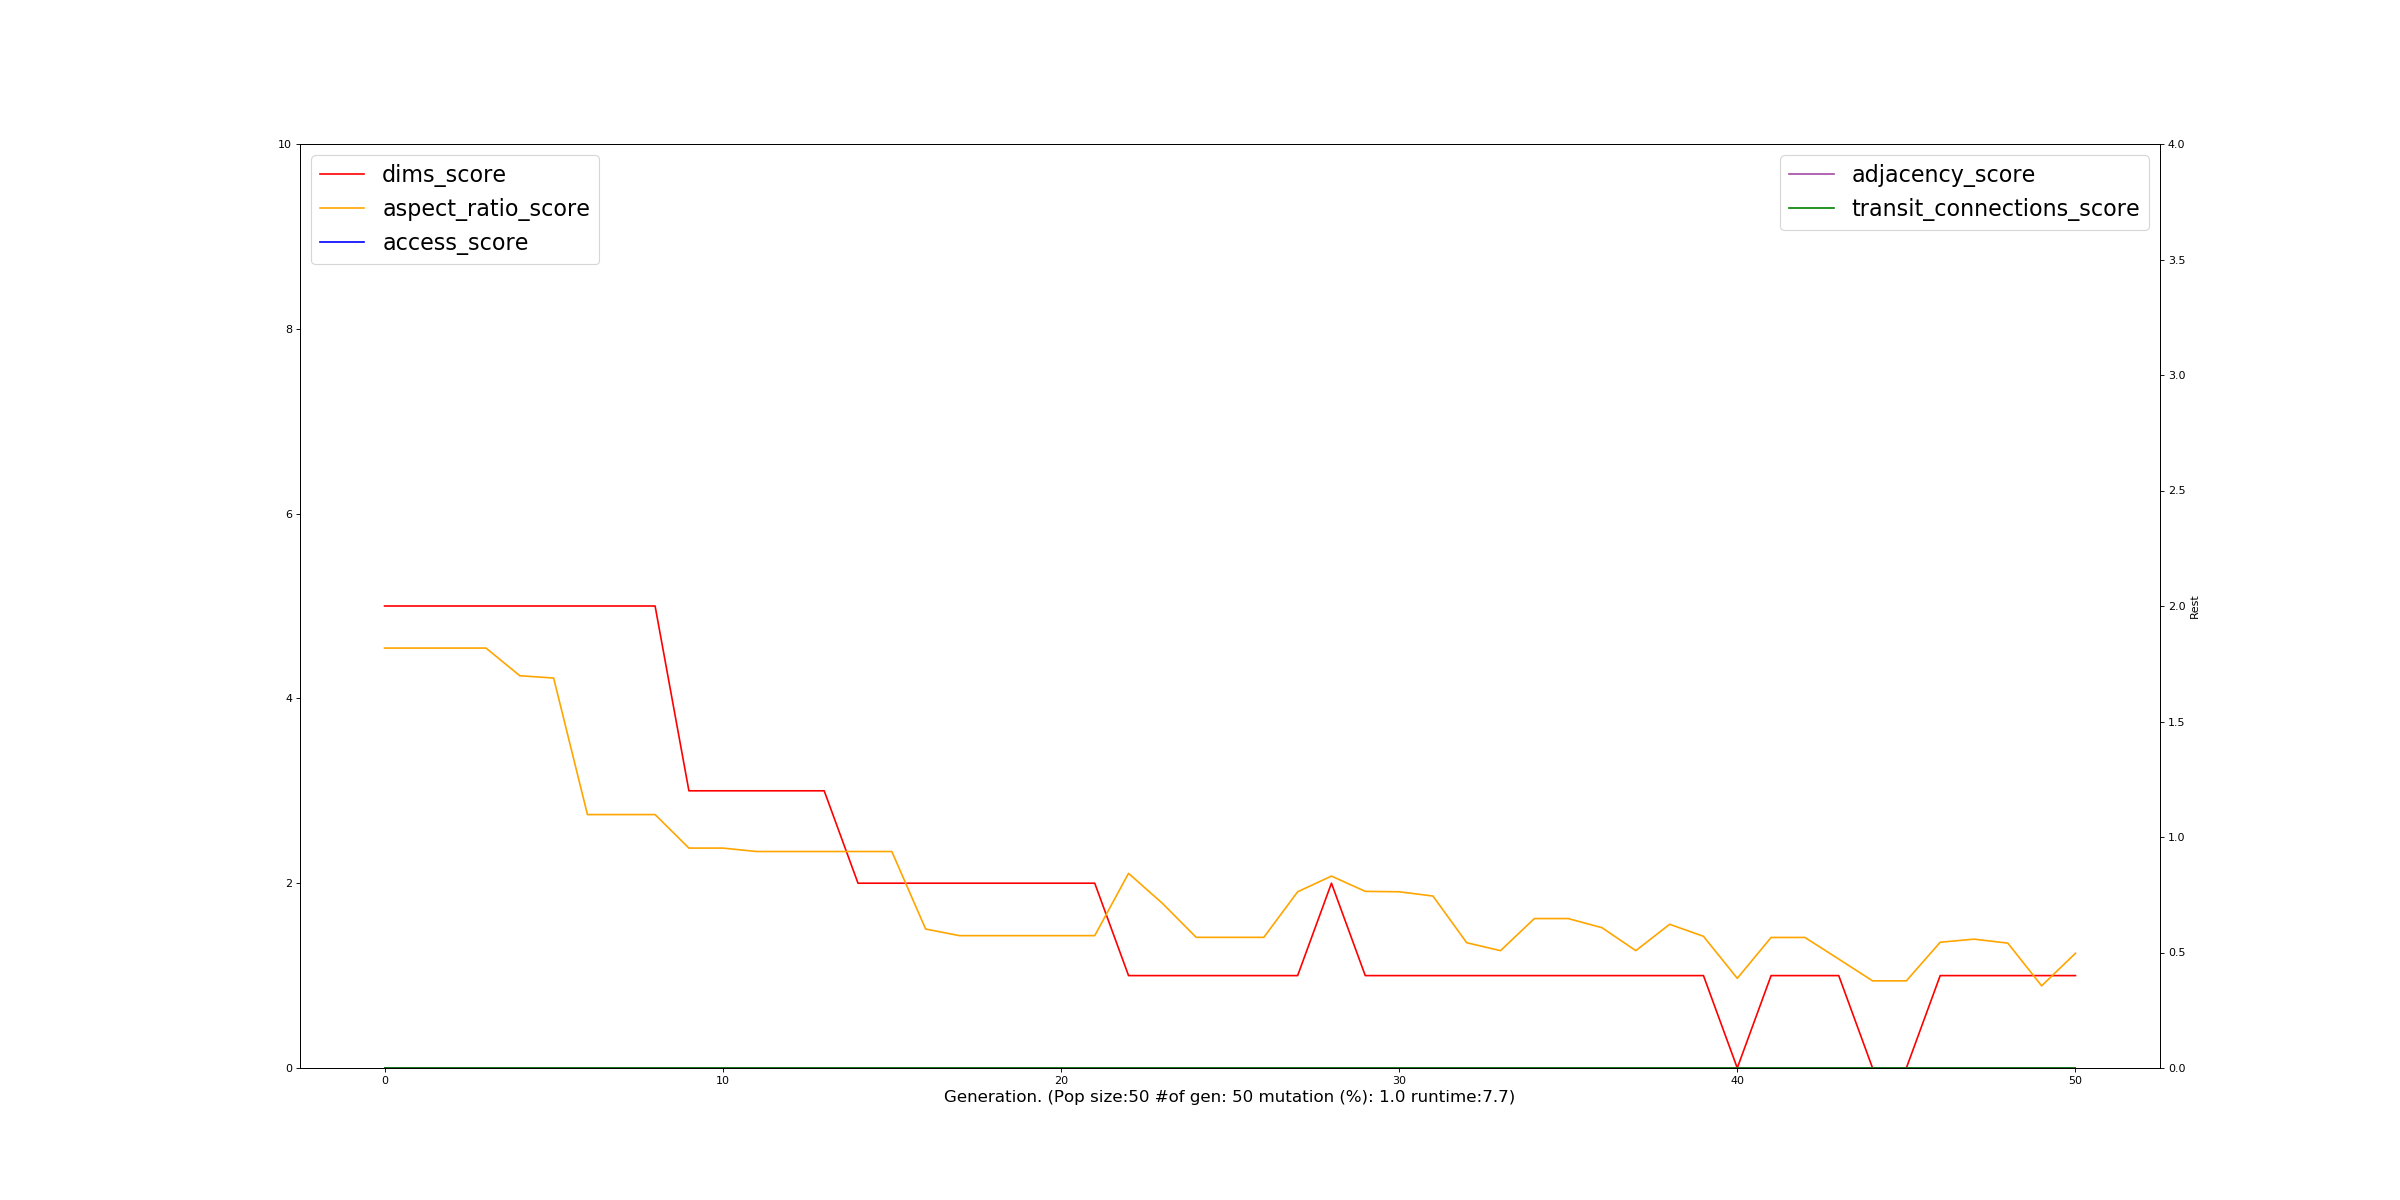 dims_score
aspect_ratio_score
access_score
adjacency_score
transit_connections_score
10
8
6
4
2
0
4.0
3.5
3.0
2.5
2.0
1.5
1.0
0.5
0.0
Rest
0 10 20 30 40 50
Generation. (Pop size:50 #of gen: 50 mutation (%): 1.0 runtime:7.7)